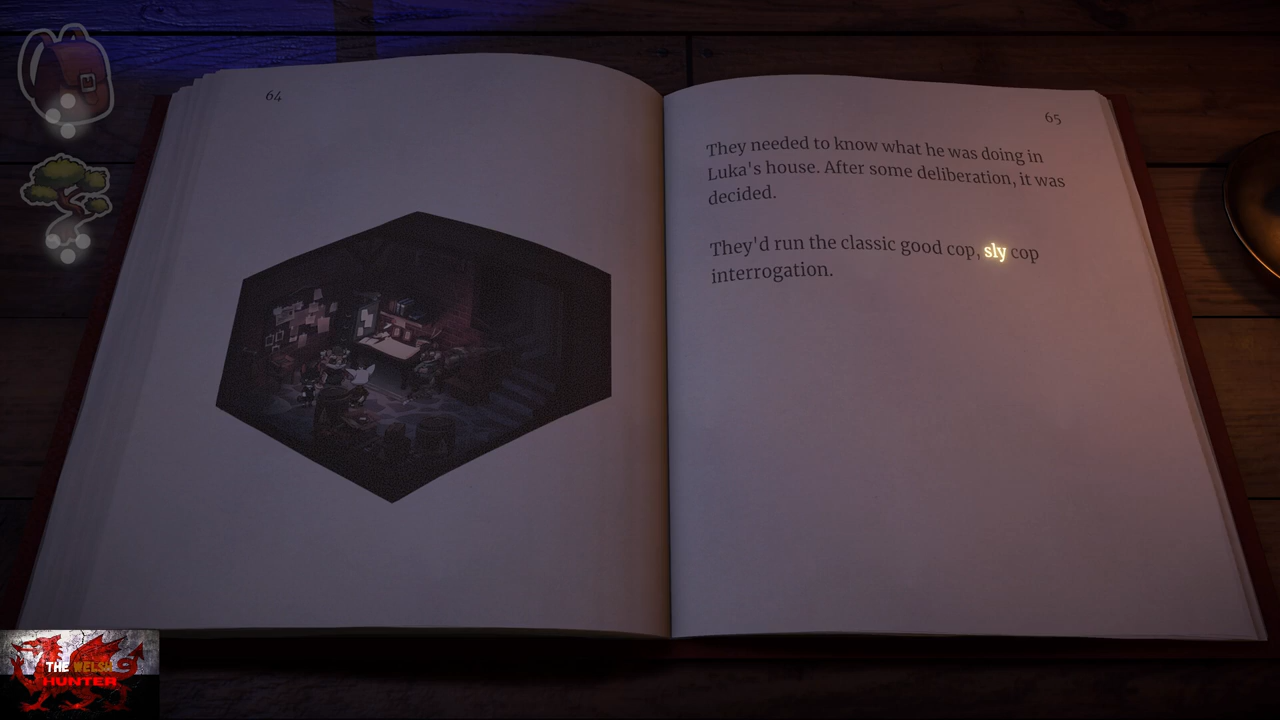 64
65
They needed to know what he was doing in
Luka's house. After some deliberation, it was
decided.
They'd run the classic good cop, sly cop
interrogation.
THE WELSH
HUNTER